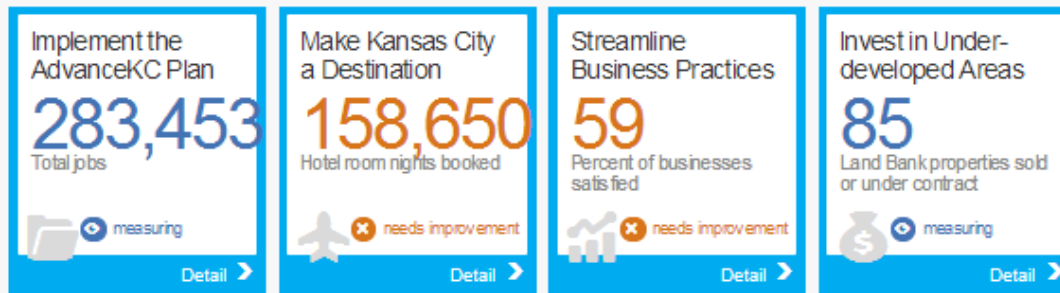 Implement the
AdvanceKC Plan
283,453
Total jobs
measuring
Detail
Make Kansas City
a Destination
158,650
Hotel room nights booked
needs improvement
Detail
Streamline
Business Practices
59
Percent of businesses
satisfied
needs improvement
Detail
Invest in Under-
developed Areas
85
Land Bank properties sold
or under contract
$
measuring
Detail